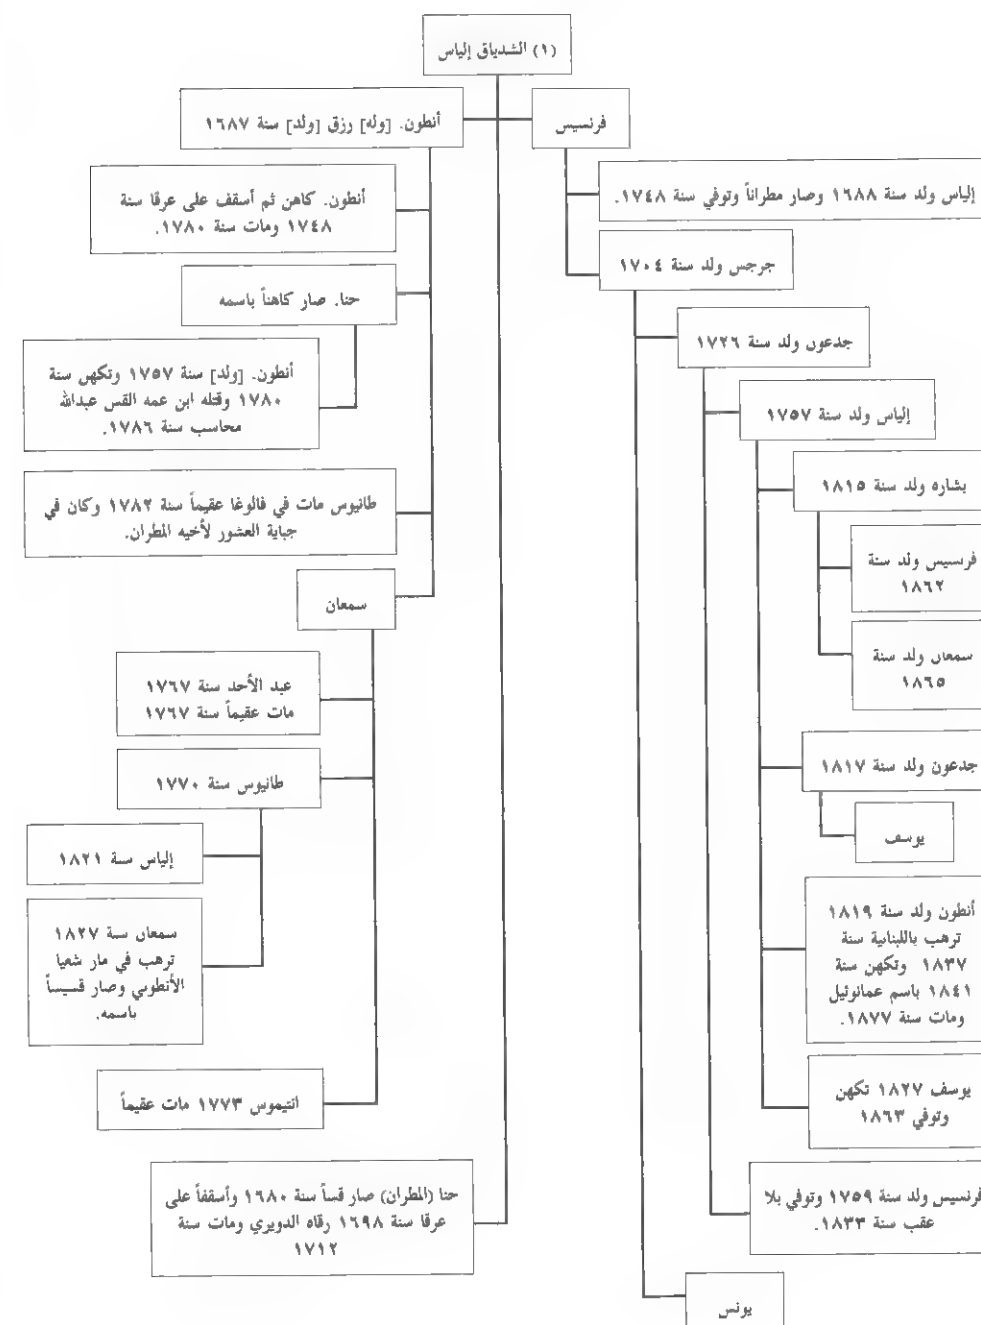 (١) الشدياق إلياس
فرنسيس
إلياس ولد سنة ١٦٨٨ وصار مطراناً وتوفي سنة ١٧٤٨.
جرجس ولد سنة ١٧٠٤
جدعون ولد سنة ١٧٢٦
إلياس ولد سنة ١٧٥٧
بشاره ولد سنة ١٨١٥
فرنسيس ولد سنة
١٨٦٢
سمعان ولد سنة
١٨٦٥
جدعون ولد سنة ١٨١٧
يوسف
أنطون ولد سنة ١٨١٩
ترهب باللبنانية سنة
١٨٣٧ وتكهن سنة
١٨٤١ باسم عمانوئيل
ومات سنة ١٨٧٧.
يوسف ١٨٢٧ تكهن
وتوفي ١٨٦٣
فرنسيس ولد سنة ١٧٥٩ وتوفي بلا
عقب سنة ١٨٣٣.
يونس
أنطون. [وله] رزق [ولد] سنة ١٦٨٧
أنطون. كاهن ثم أسقف على عرقا سنة
١٧٤٨ ومات سنة ١٧٨٠.
حنا. صار كاهناً باسمه
أنطون. [ولد] سنة ١٧٥٧ وتكهن سنة
١٧٨٠ وقتله ابن عمه القس عبدالله
محاسب سنة ١٧٨٦.
طانيوس مات في فالوغا عقيماً سنة ١٧٨٢ وكان في
جباية العشور لأخيه المطران.
سمعان
عبد الأحد سنة ١٧٦٧
مات عقيماً سنة ١٧٦٧
طانيوس سنة ١٧٧٠
إلياس سنة ١٨٢١
سمعان سنة ١٨٢٧
ترهب في مار شعيا
الأنطوني وصار قسيساً
باسمه.
انتيموس ١٧٧٣ مات عقيماً
حنا (المطران) صار قساً سنة ١٦٨٠ وأسقفاً على
عرقا سنة ١٦٩٨ رقاه الدويري ومات سنة
١٧١٢